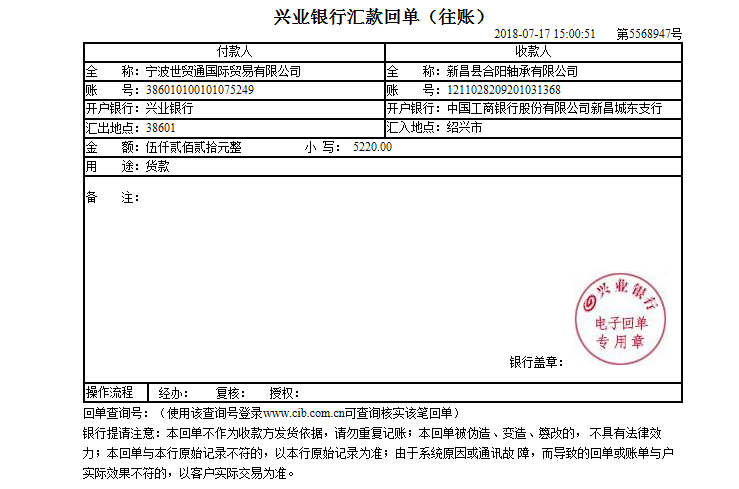 兴业银行汇款回单（往账）
2018-07-17 15:00:51 第5568947号
付款人 收款人
全 称：宁波世贸通国际贸易有限公司 全 称：新昌县合阳轴承有限公司
账 号：386010100101075249 账 号：1211028209201031368
开户银行：兴业银行 开户银行：中国工商银行股份有限公司新昌城东支行
汇出地点：38601 汇入地点：绍兴市
金 额：伍仟贰佰贰拾元整 小 写： 5220.00
用 途：货款
备 注：
兴业银行
电子回单
专用章
银行盖章：
操作流程 经办： 复核： 授权：
回单查询号：（使用该查询号登录www.cib.com.cn可查询核实该笔回单）
银行提请注意：本回单不作为收款方发货依据，请勿重复记账；本回单被伪造、变造、篡改的，不具有法律效
力；本回单与本行原始记录不符的，以本行原始记录为准；由于系统原因或通讯故 障，而导致的回单或账单与户
实际效果不符的，以客户实际交易为准。